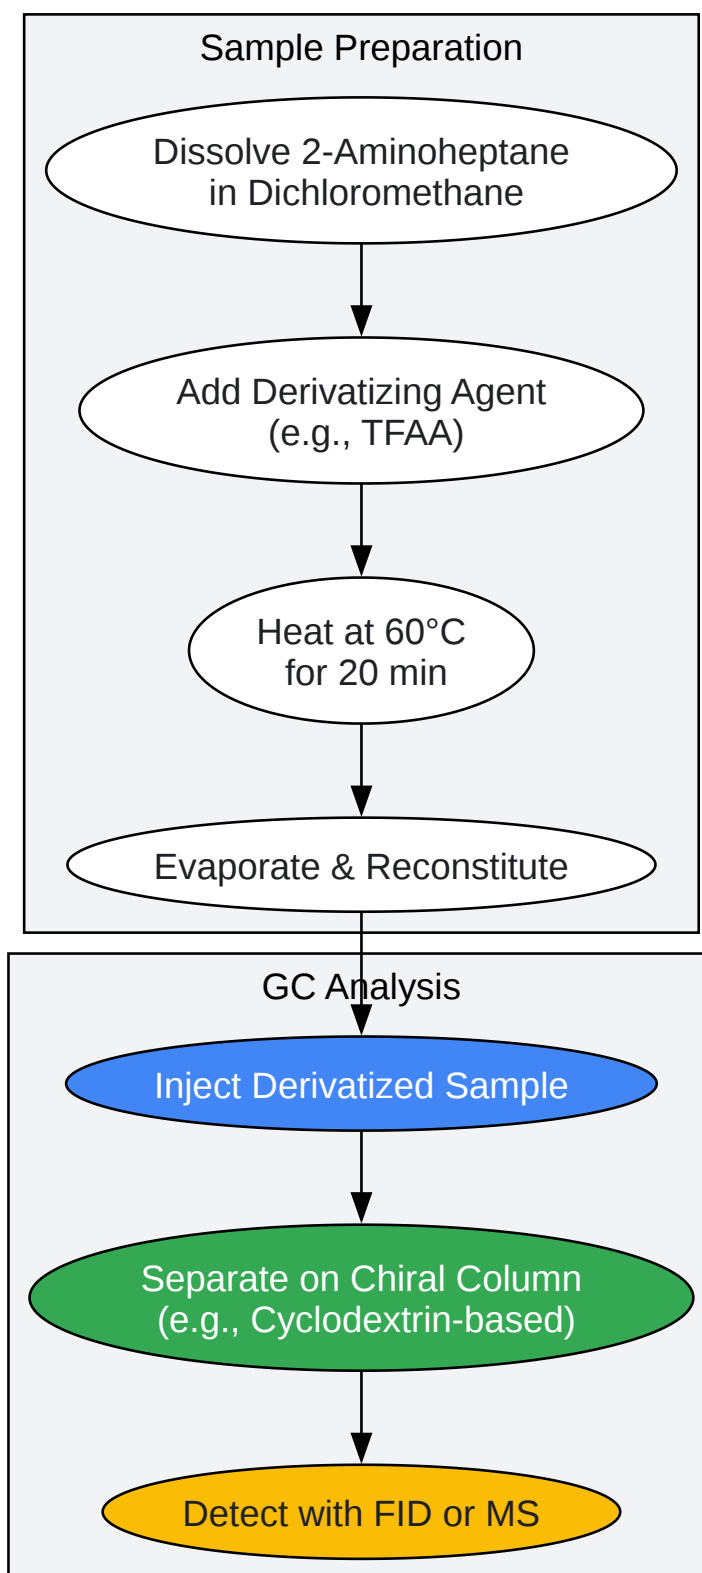 Sample Preparation
Dissolve 2-Aminoheptane
in Dichloromethane
Add Derivatizing Agent
(e.g., TFAA)
Heat at 60°C
for 20 min
Evaporate & Reconstitute
GC Analysis
Inject Derivatized Sample
Separate on Chiral Column
(e.g., Cyclodextrin-based)
Detect with FID or MS